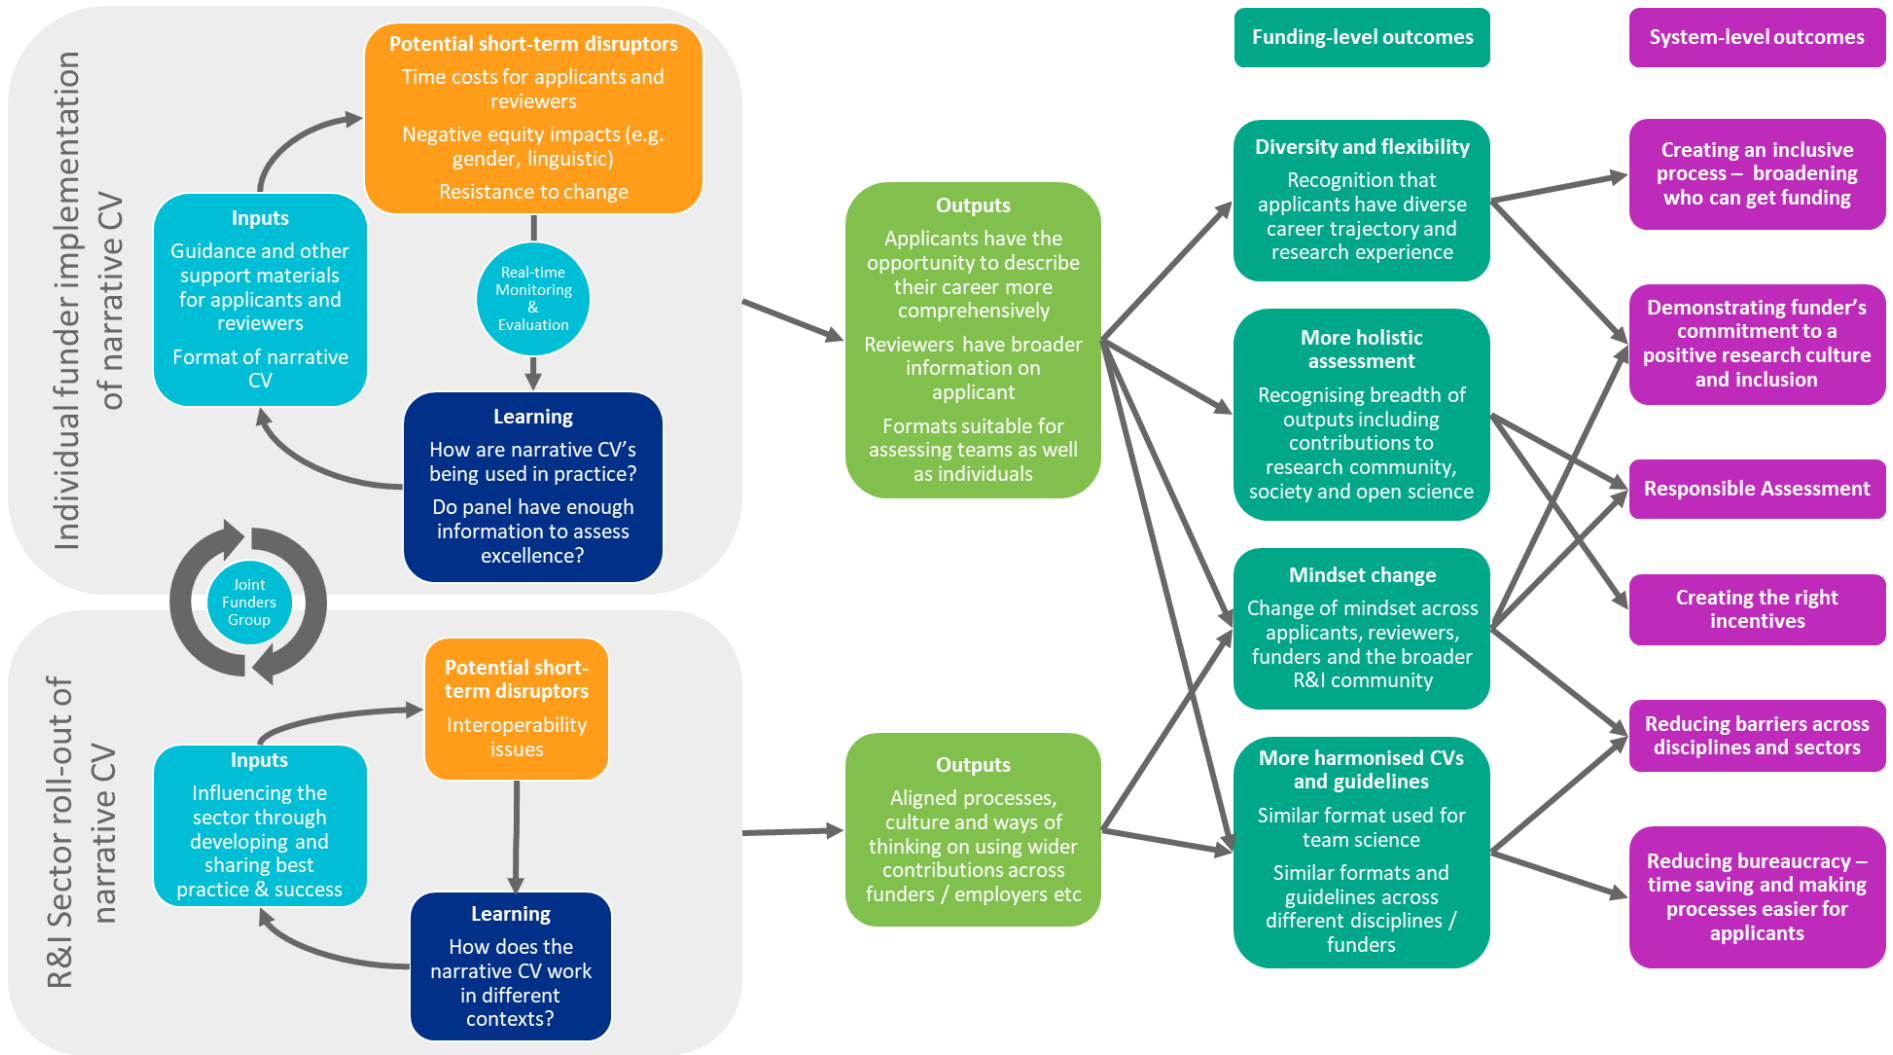 Individual funder implementation
of narrative CV
Potential short-term disruptors
Time costs for applicants and
reviewers
Negative equity impacts (e.g.
gender, linguistic)
Resistance to change
Inputs
Guidance and other
support materials
for applicants and
reviewers
Format of narrative
CV
Real-time
Monitoring
&
Evaluation
Learning
How are narrative CV’s
being used in practice?
Do panel have enough
information to assess
excellence?
Joint
Funders
Group
R&I Sector roll-out of
narrative CV
Potential short-
term disruptors
Interoperability
issues
Inputs
Influencing the
sector through
developing and
sharing best
practice & success
Learning
How does the
narrative CV work
in different
contexts?
Outputs
Applicants have the
opportunity to describe
their career more
comprehensively
Reviewers have broader
information on
applicant
Formats suitable for
assessing teams as well
as individuals
Outputs
Aligned processes,
culture and ways of
thinking on using wider
contributions across
funders / employers etc
Funding-level outcomes
Diversity and flexibility
Recognition that
applicants have diverse
career trajectory and
research experience
More holistic
assessment
Recognising breadth of
outputs including
contributions to
research community,
society and open science
Mindset change
Change of mindset across
applicants, reviewers,
funders and the broader
R&I community
More harmonised CVs
and guidelines
Similar format used for
team science
Similar formats and
guidelines across
different disciplines /
funders
System-level outcomes
Creating an inclusive
process – broadening
who can get funding
Demonstrating funder’s
commitment to a
positive research culture
and inclusion
Responsible Assessment
Creating the right
incentives
Reducing barriers across
disciplines and sectors
Reducing bureaucracy –
time saving and making
processes easier for
applicants